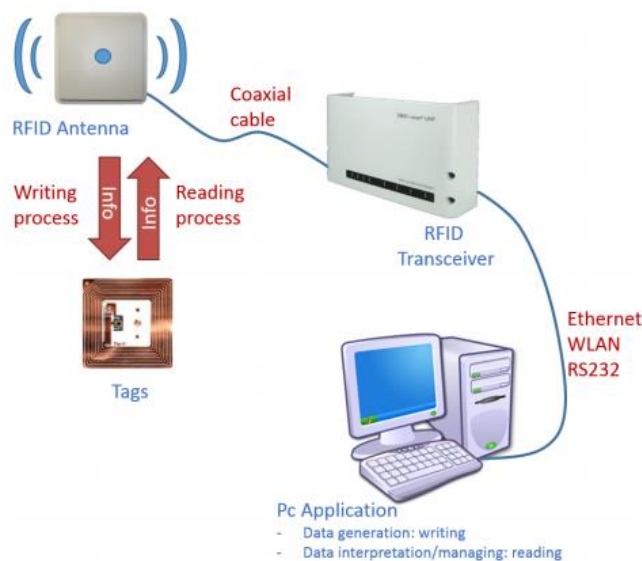 RFID Antenna
Coaxial
cable
RFID
Transceiver
Writing
process
Info
Info
Reading
process
Tags
Ethernet
WLAN
RS232
Pc Application
- Data generation: writing
- Data interpretation/managing: reading